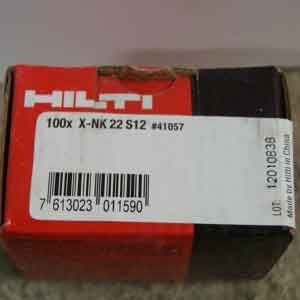 HILTI
100x X-NK 22 S12 #41057
7 613023 011590
LOT: 12010838
Made by Hilti in China